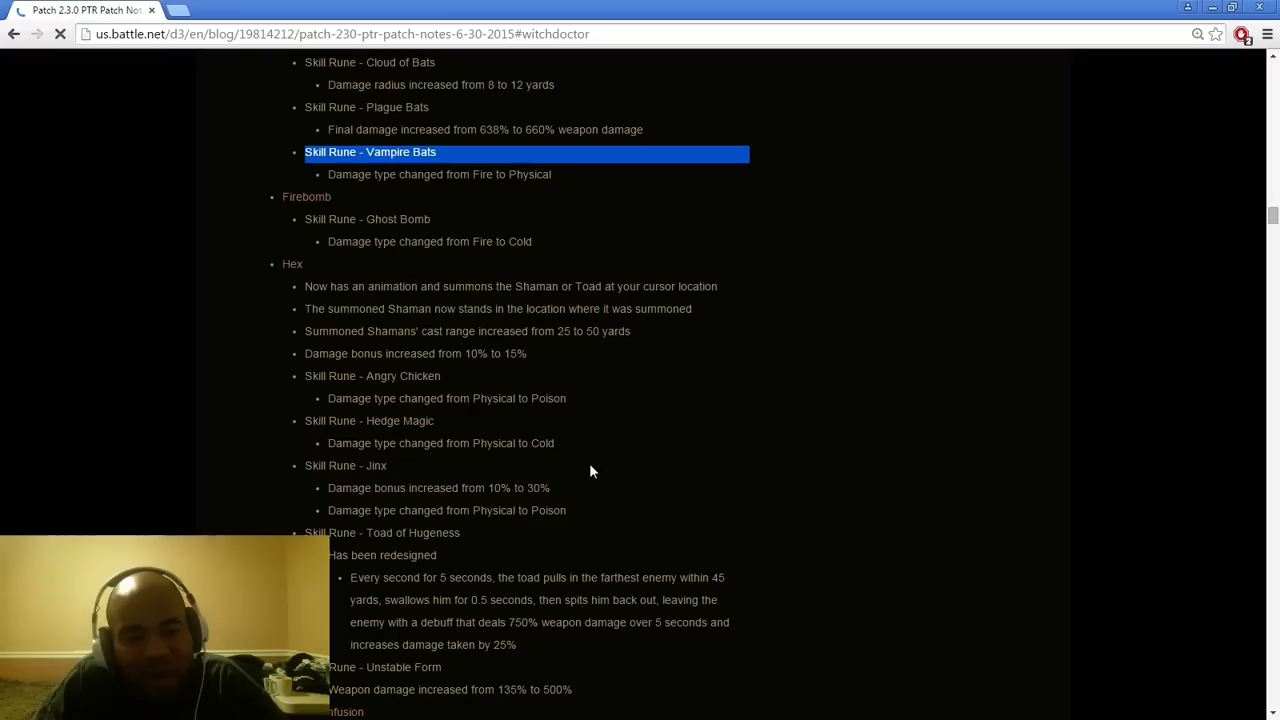 Patch 2.3.0 PTR Patch Not
us.battle.net/d3/en/blog/19814212/patch-230-ptr-patch-notes-6-30-2015#witchdoctor
2
Skill Rune - Cloud of Bats
Damage radius increased from 8 to 12 yards
Skill Rune - Plague Bats
Final damage increased from 638% to 660% weapon damage
Skill Rune - Vampire Bats
Damage type changed from Fire to Physical
Firebomb
Skill Rune - Ghost Bomb
Damage type changed from Fire to Cold
Hex
Now has an animation and summons the Shaman or Toad at your cursor location
The summoned Shaman now stands in the location where it was summoned
Summoned Shamans' cast range increased from 25 to 50 yards
Damage bonus increased from 10% to 15%
Skill Rune - Angry Chicken
Damage type changed from Physical to Poison
Skill Rune - Hedge Magic
Damage type changed from Physical to Cold
Skill Rune - Jinx
Damage bonus increased from 10% to 30%
Damage type changed from Physical to Poison
Skill Rune - Toad of Hugeness
Has been redesigned
Every second for 5 seconds, the toad pulls in the farthest enemy within 45
yards, swallows him for 0.5 seconds, then spits him back out, leaving the
enemy with a debuff that deals 750% weapon damage over 5 seconds and
increases damage taken by 25%
Rune - Unstable Form
Weapon damage increased from 135% to 500%
nfusion